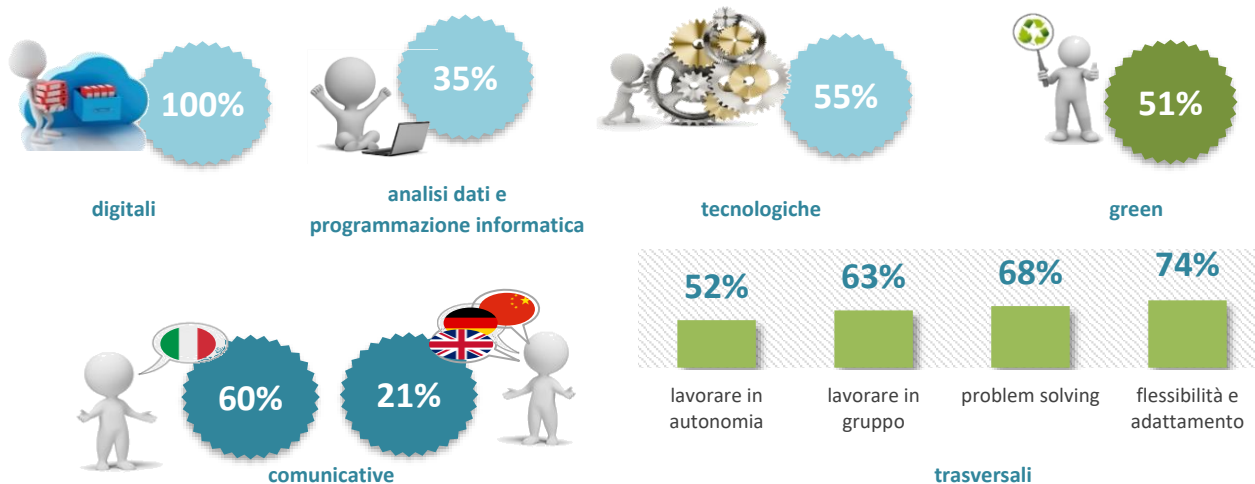 100%
35%
55%
51%
digitali
analisi dati e
programmazione informatica
tecnologiche
green
60%
21%
comunicative
52%
63%
68%
74%
lavorare in
autonomia
lavorare in
gruppo
problem solving
flessibilità e
adattamento
trasversali